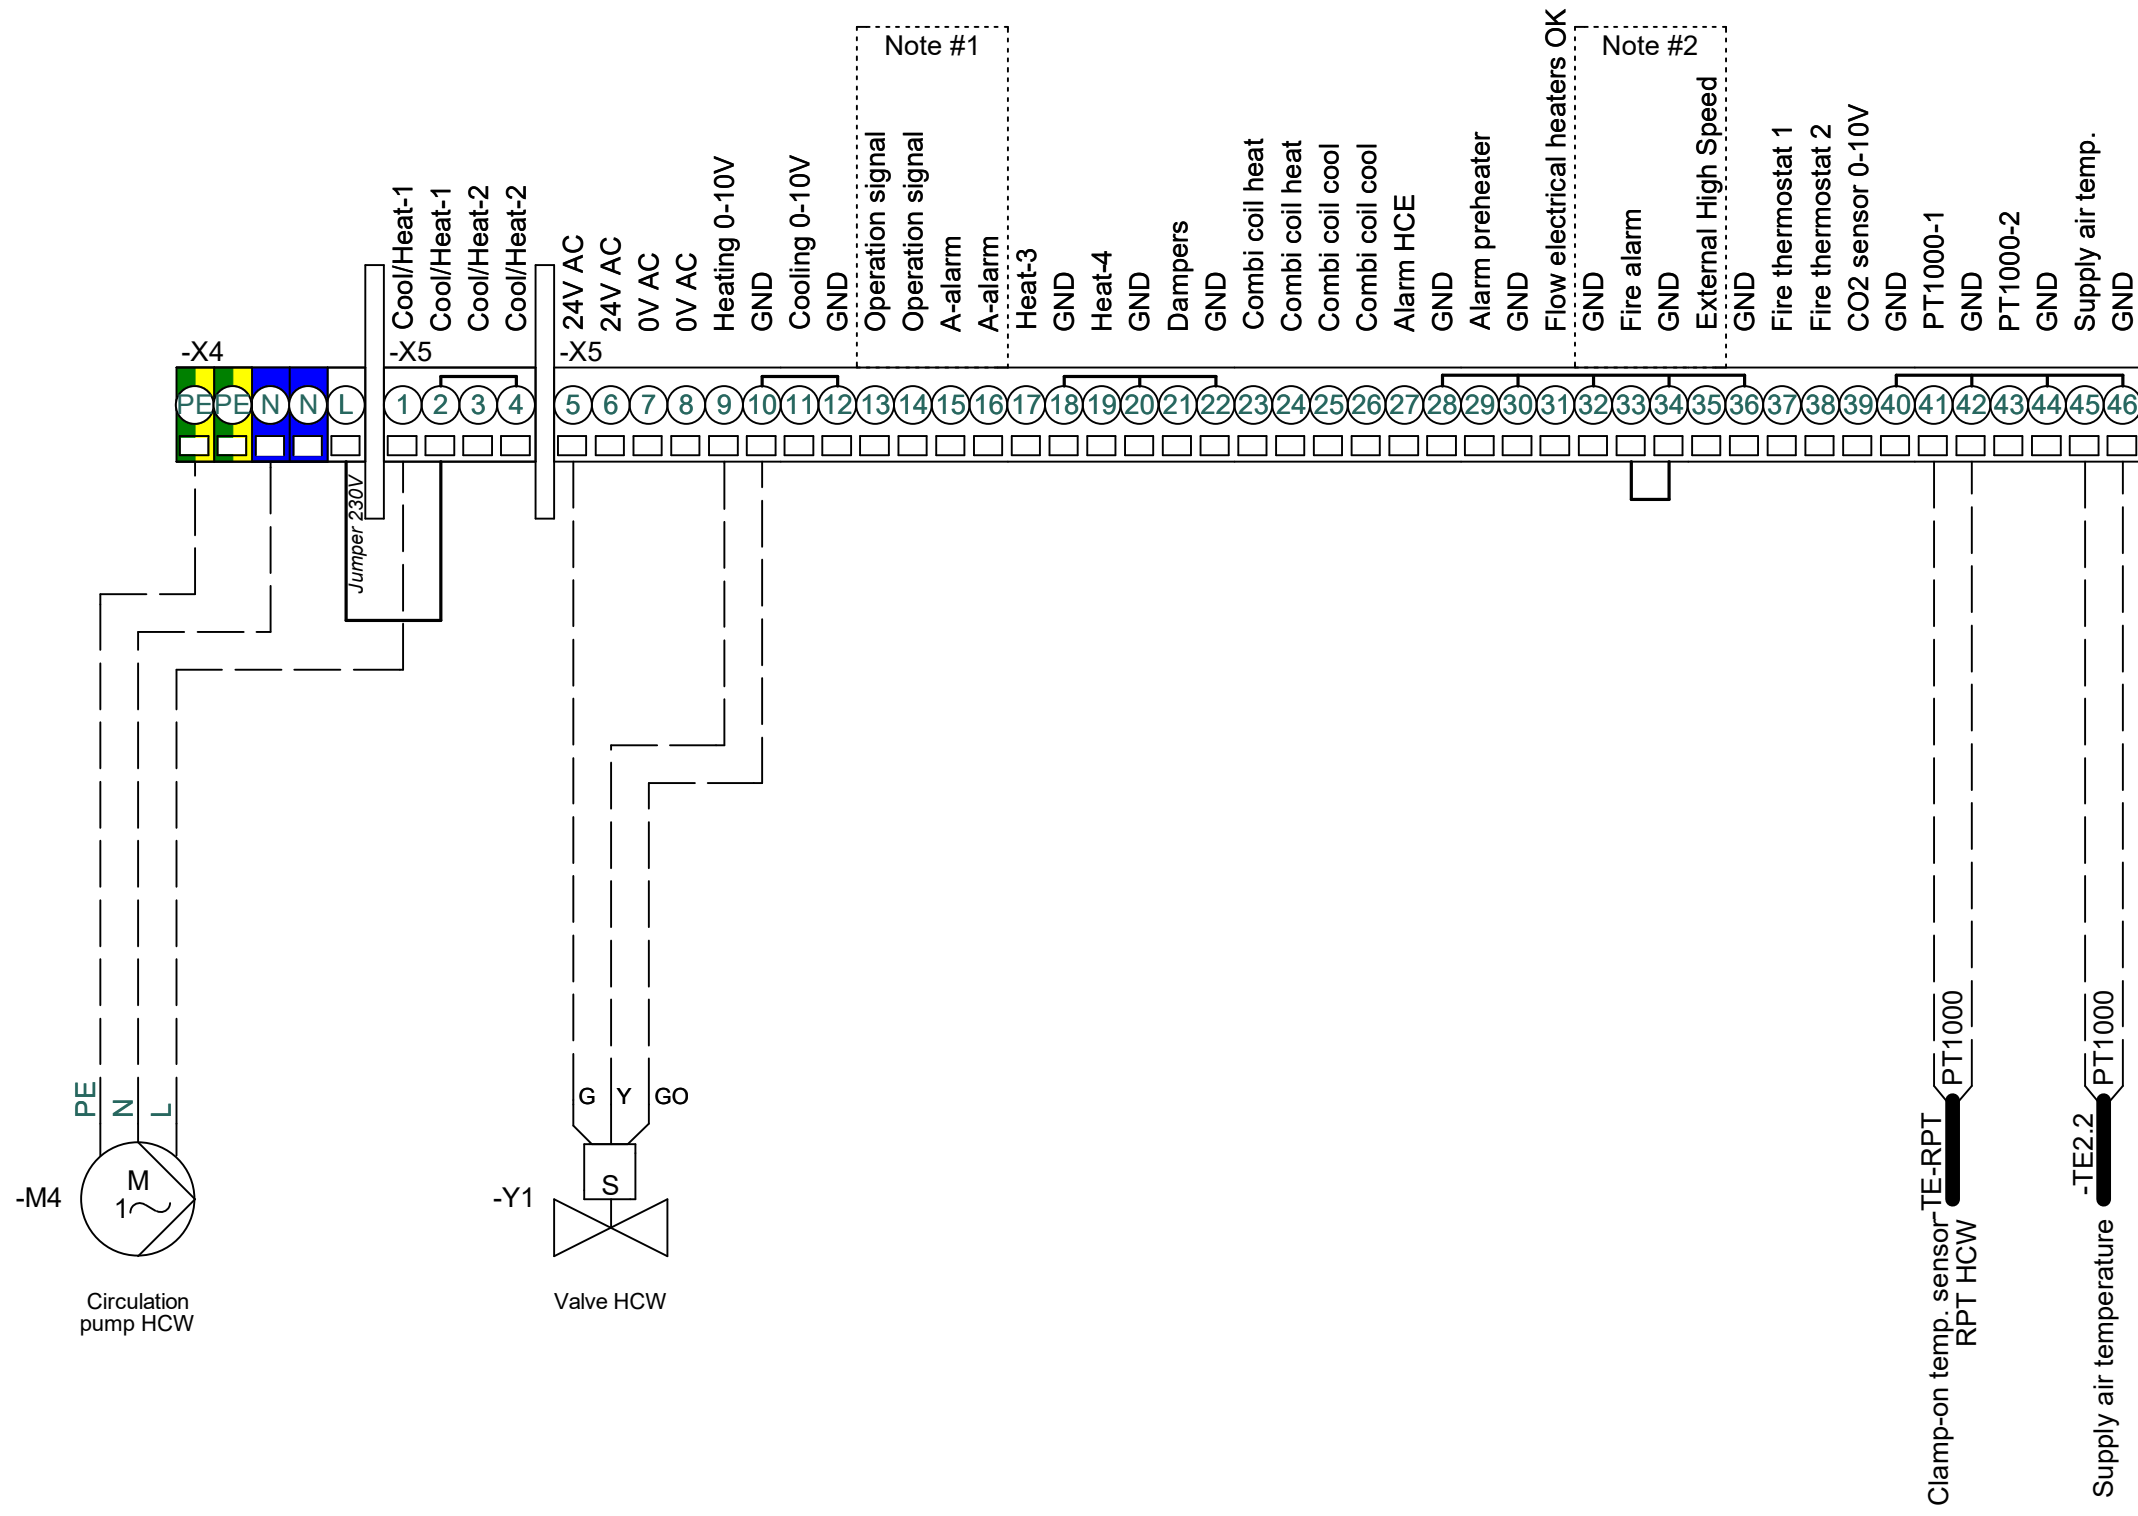 Note #1
Note #2
Cool/Heat-1
Cool/Heat-1
Cool/Heat-2
Cool/Heat-2
24V AC
24V AC
0V AC
0V AC
Heating 0-10V
GND
Cooling 0-10V
GND
Operation signal
Operation signal
A-alarm
A-alarm
Heat-3
GND
Heat-4
GND
Dampers
GND
Combi coil heat
Combi coil heat
Combi coil cool
Combi coil cool
Alarm HCE
GND
Alarm preheater
GND
Flow electrical heaters OK
GND
Fire alarm
GND
External High Speed
GND
Fire thermostat 1
Fire thermostat 2
CO2 sensor 0-10V
GND
PT1000-1
GND
PT1000-2
GND
Supply air temp.
GND
-X4 -X5 -X5
PE PE N N L 1 2 3 4 5 6 7 8 9 10 11 12 13 14 15 16 17 18 19 20 21 22 23 24 25 26 27 28 29 30 31 32 33 34 35 36 37 38 39 40 41 42 43 44 45 46
Jumper 230V
PE N L
G Y GO
PT1000
PT1000
-M4
M
1
-Y1
S
-TE-RPT
-TE2.2
Circulation
pump HCW
Valve HCW
Clamp-on temp. sensor
RPT HCW
Supply air temperature